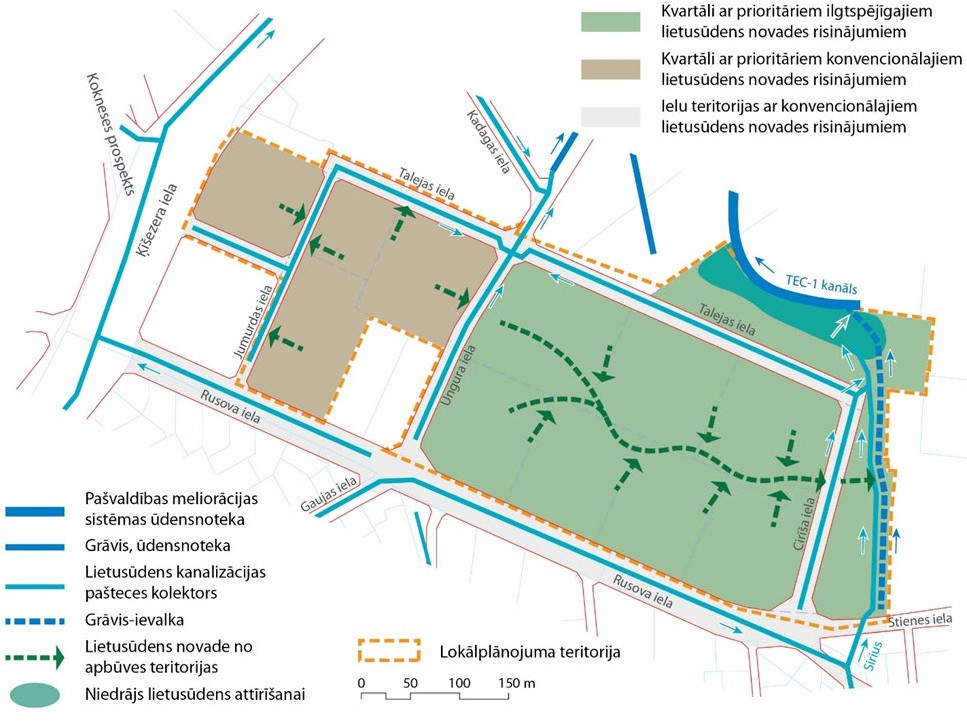 Kvartāli ar prioritāriem ilgtspējīgajiem
lietusūdens novades risinājumiem
Kvartāli ar prioritāriem konvencionālajiem
lietusūdens novades risinājumiem
Ielu teritorijas ar konvencionālajiem
lietusūdens novades risinājumiem
Kokneses prospekts
Ķīšezera iela
Kadagas iela
Talejas iela
TEC-1 kanāls
Talejas iela
Jumurdas iela
Ungura iela
Rusova iela
Gaujas iela
Ciriša iela
Rusova iela
Stienes iela
Sirius
Pašvaldības meliorācijas
sistēmas ūdensnoteka
Grāvis, ūdensnoteka
Lietusūdens kanalizācijas
pašteces kolektors
Grāvis-ievalka
Lietusūdens novade no
apbūves teritorijas
Niedrājs lietusūdens attīrīšanai
Lokālplānojuma teritorija
0 50 100 150 m